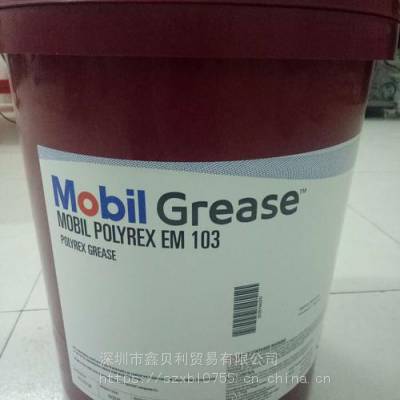 Mobil Grease™
MOBIL POLYREX EM 103
POLYREX GREASE
深圳市鑫贝利贸易有限公司
https://szxbl0755.cn.china.cn